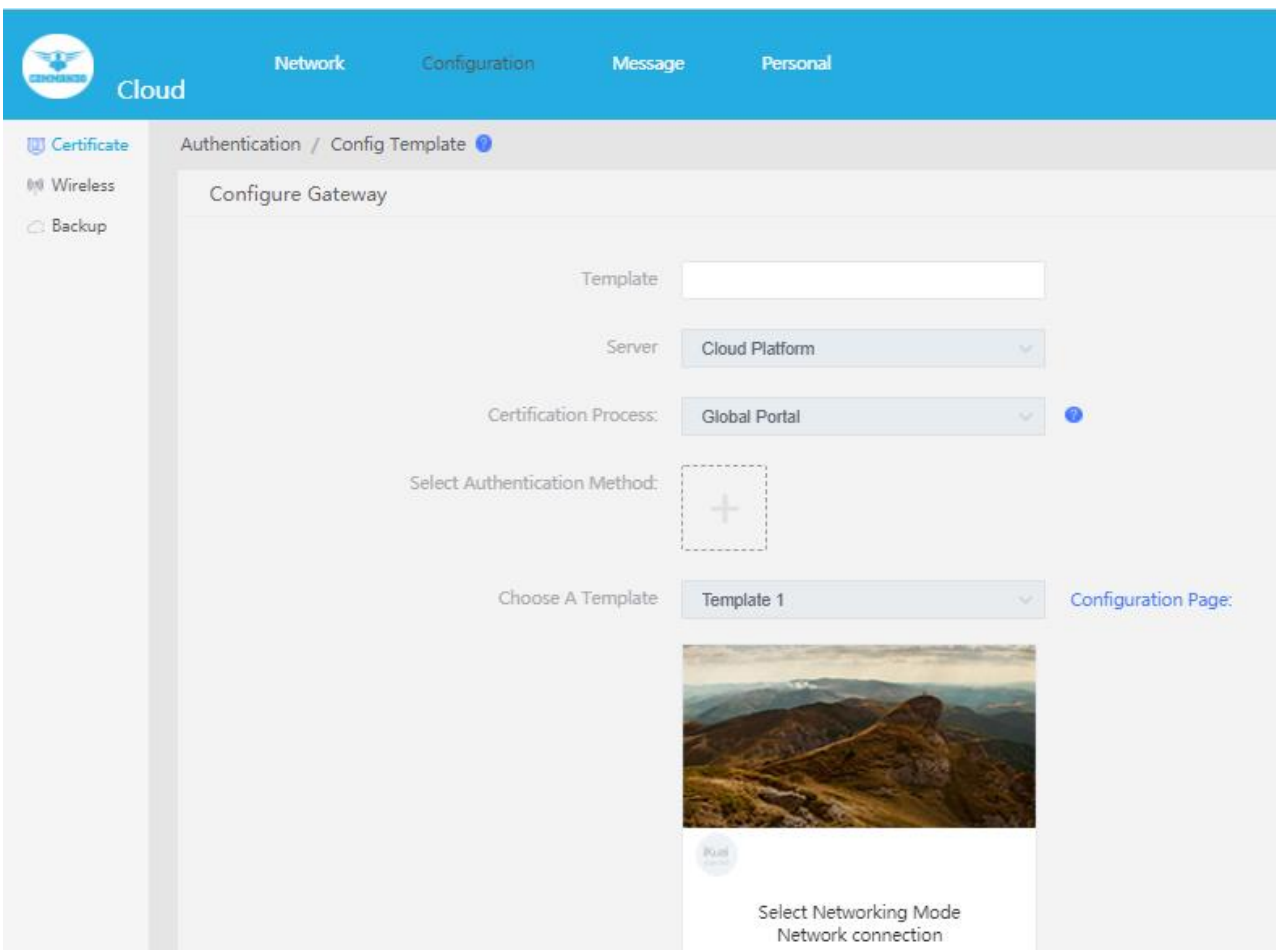 COMMANDO
Cloud
Network Configuration Message Personal
Certificate
Wireless
Backup
Authentication / Config Template ?
Configure Gateway
Template
Server Cloud Platform
Certification Process: Global Portal ?
Select Authentication Method:
+
Choose A Template Template 1 Configuration Page:
Select Networking Mode
Network connection